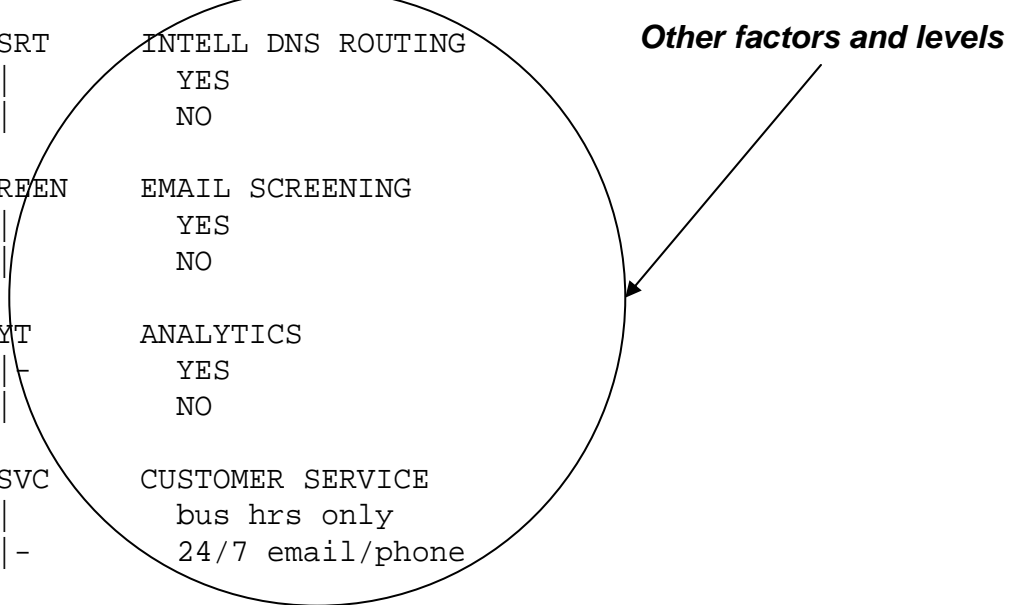 SRT INTELL DNS ROUTING Other factors and levels
| YES
| NO
REEN EMAIL SCREENING
| YES
| NO
YT ANALYTICS
|- YES
| NO
SVC CUSTOMER SERVICE
| bus hrs only
|- 24/7 email/phone